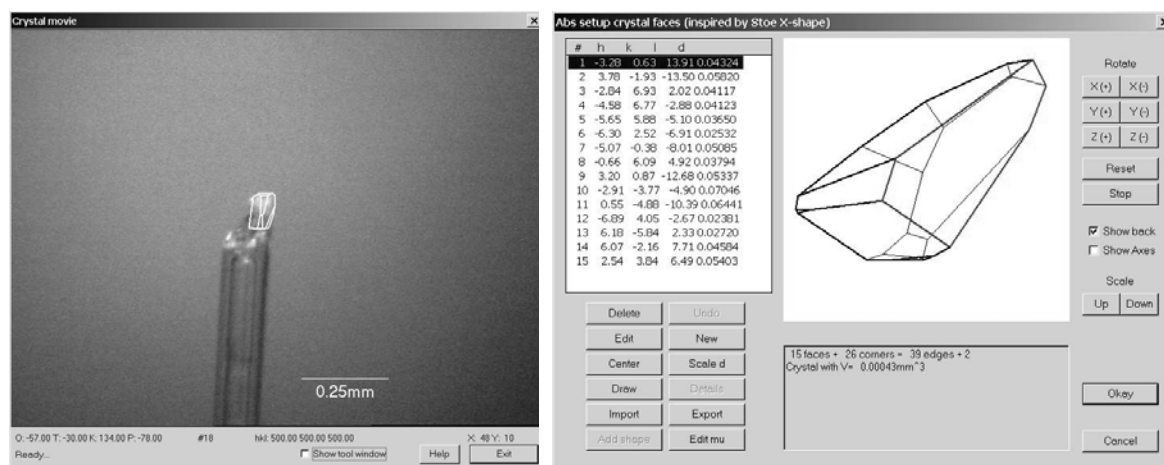 Crystal movie
0.25mm
O: -57.00 T: -30.00 K: 134.00 P: -78.00 #18 hkl: 500.00 500.00 500.00 X: 48 Y: 10
Ready... Show tool window Help Exit
Abs setup crystal faces (inspired by Stoe X-shape)
# h k l d
1 -3.28 0.63 13.91 0.04324
2 3.78 -1.93 -13.50 0.05820
3 -2.84 6.93 2.02 0.04117
4 -4.58 6.77 -2.88 0.04123
5 -5.65 5.88 -5.10 0.03650
6 -6.30 2.52 -6.91 0.02532
7 -5.07 -0.38 -8.01 0.05085
8 -0.66 6.09 4.92 0.03794
9 3.20 0.87 -12.68 0.05337
10 -2.91 -3.77 -4.90 0.07046
11 0.55 -4.88 -10.39 0.06441
12 -6.89 4.05 -2.67 0.02381
13 6.18 -5.84 2.33 0.02720
14 6.07 -2.16 7.71 0.04584
15 2.54 3.84 6.49 0.05403
Delete Undo
Edit New
Center Scale d
Draw Details
Import Export
Add shape Edit mu
15 faces + 26 corners = 39 edges + 2
Crystal with V= 0.00043mm^3
Rotate
X (+) X (-)
Y (+) Y (-)
Z (+) Z (-)
Reset
Stop
Show back
Show Axes
Scale
Up Down
Okay
Cancel